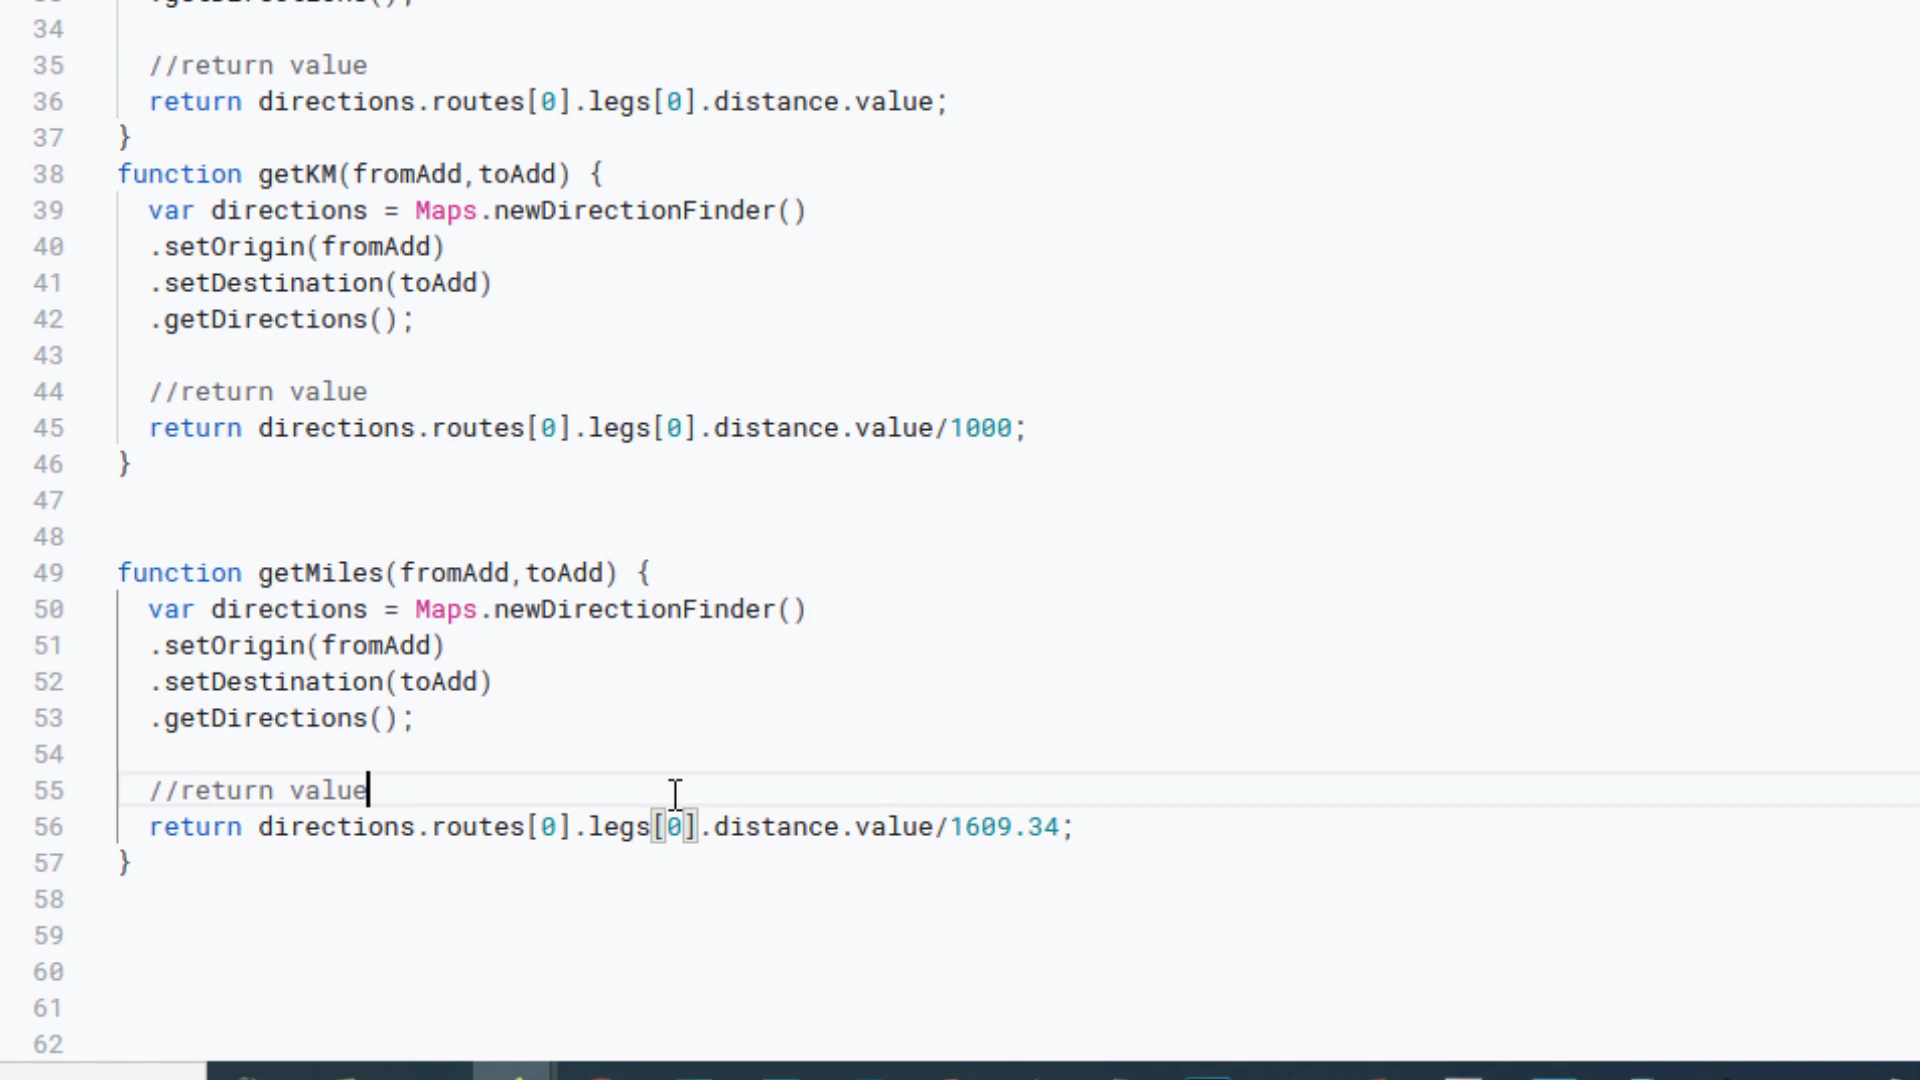 34
35 //return value
36 return directions.routes[0].legs[0].distance.value;
37 }
38 function getKM(fromAdd,toAdd) {
39 var directions = Maps.newDirectionFinder()
40 .setOrigin(fromAdd)
41 .setDestination(toAdd)
42 .getDirections();
43
44 //return value
45 return directions.routes[0].legs[0].distance.value/1000;
46 }
47
48
49 function getMiles(fromAdd,toAdd) {
50 var directions = Maps.newDirectionFinder()
51 .setOrigin(fromAdd)
52 .setDestination(toAdd)
53 .getDirections();
54
55 //return value
56 return directions.routes[0].legs[0].distance.value/1609.34;
57 }
58
59
60
61
62